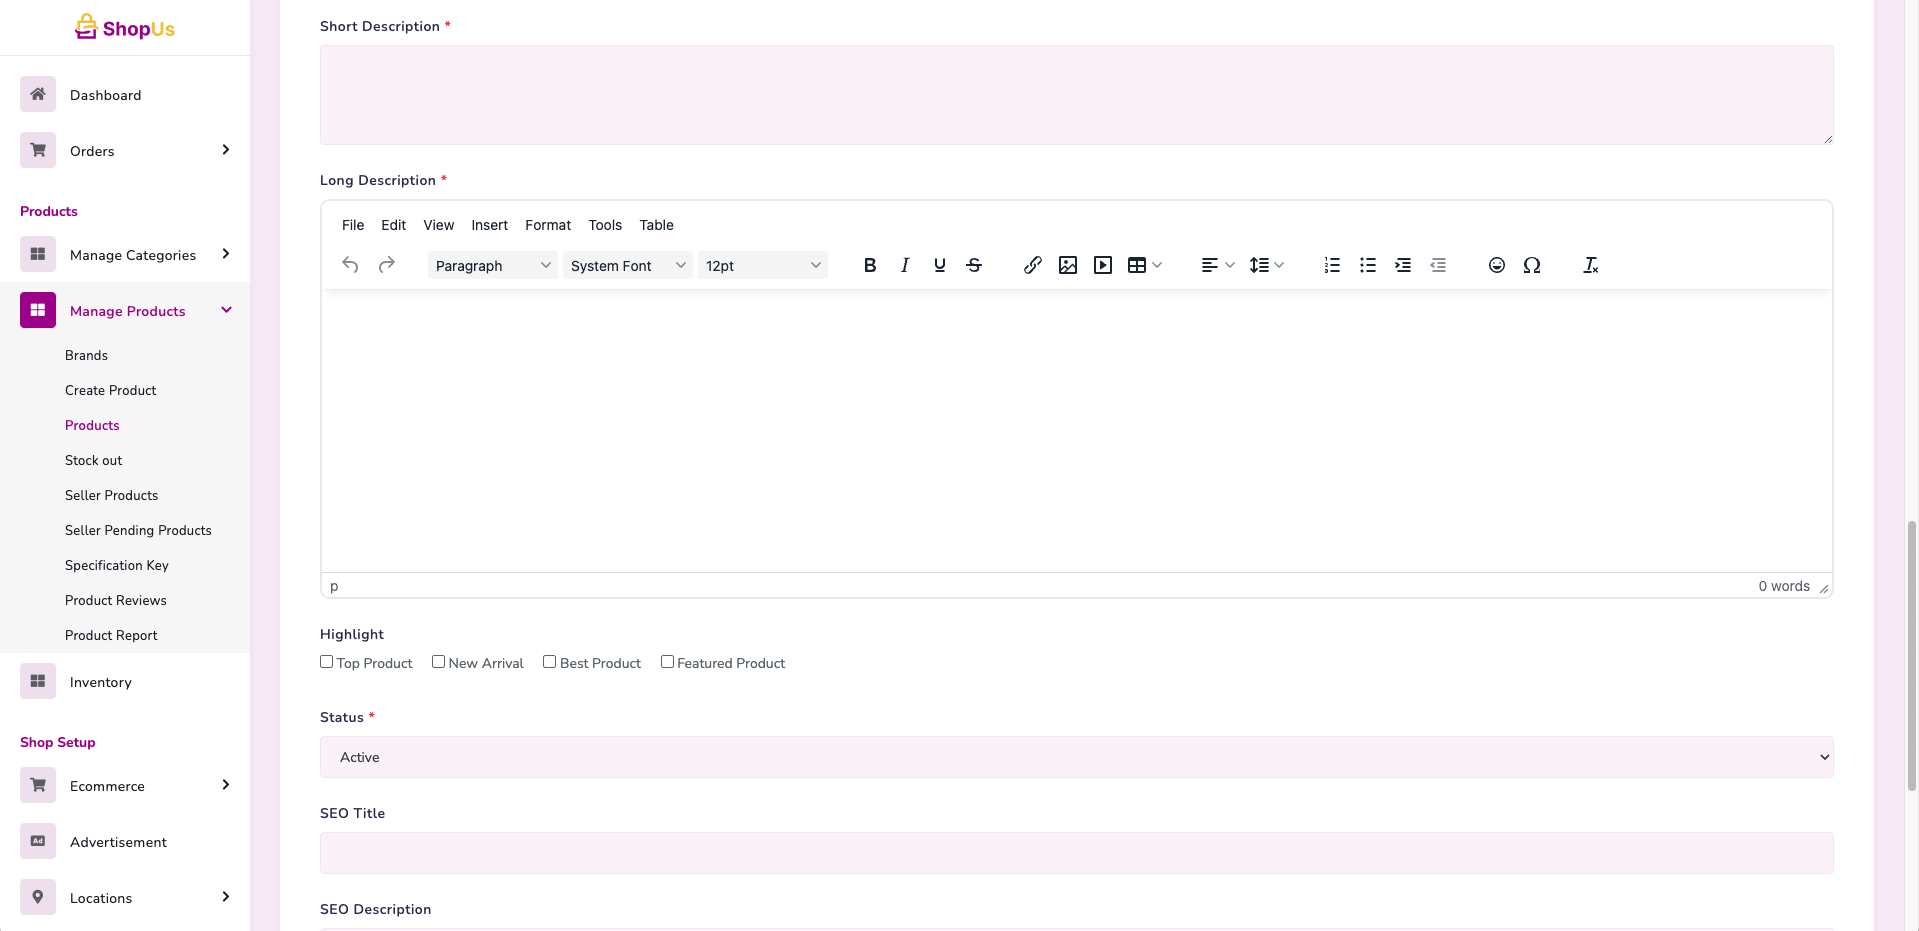 ShopUs
Dashboard
Orders
Products
Manage Categories
Manage Products
Brands
Create Product
Products
Stock out
Seller Products
Seller Pending Products
Specification Key
Product Reviews
Product Report
Inventory
Shop Setup
Ecommerce
Ad
Advertisement
Locations
Short Description *
Long Description *
File Edit View Insert Format Tools Table
Paragraph System Font 12pt
p 0 words
Highlight
Top Product New Arrival Best Product Featured Product
Status *
Active
SEO Title
SEO Description